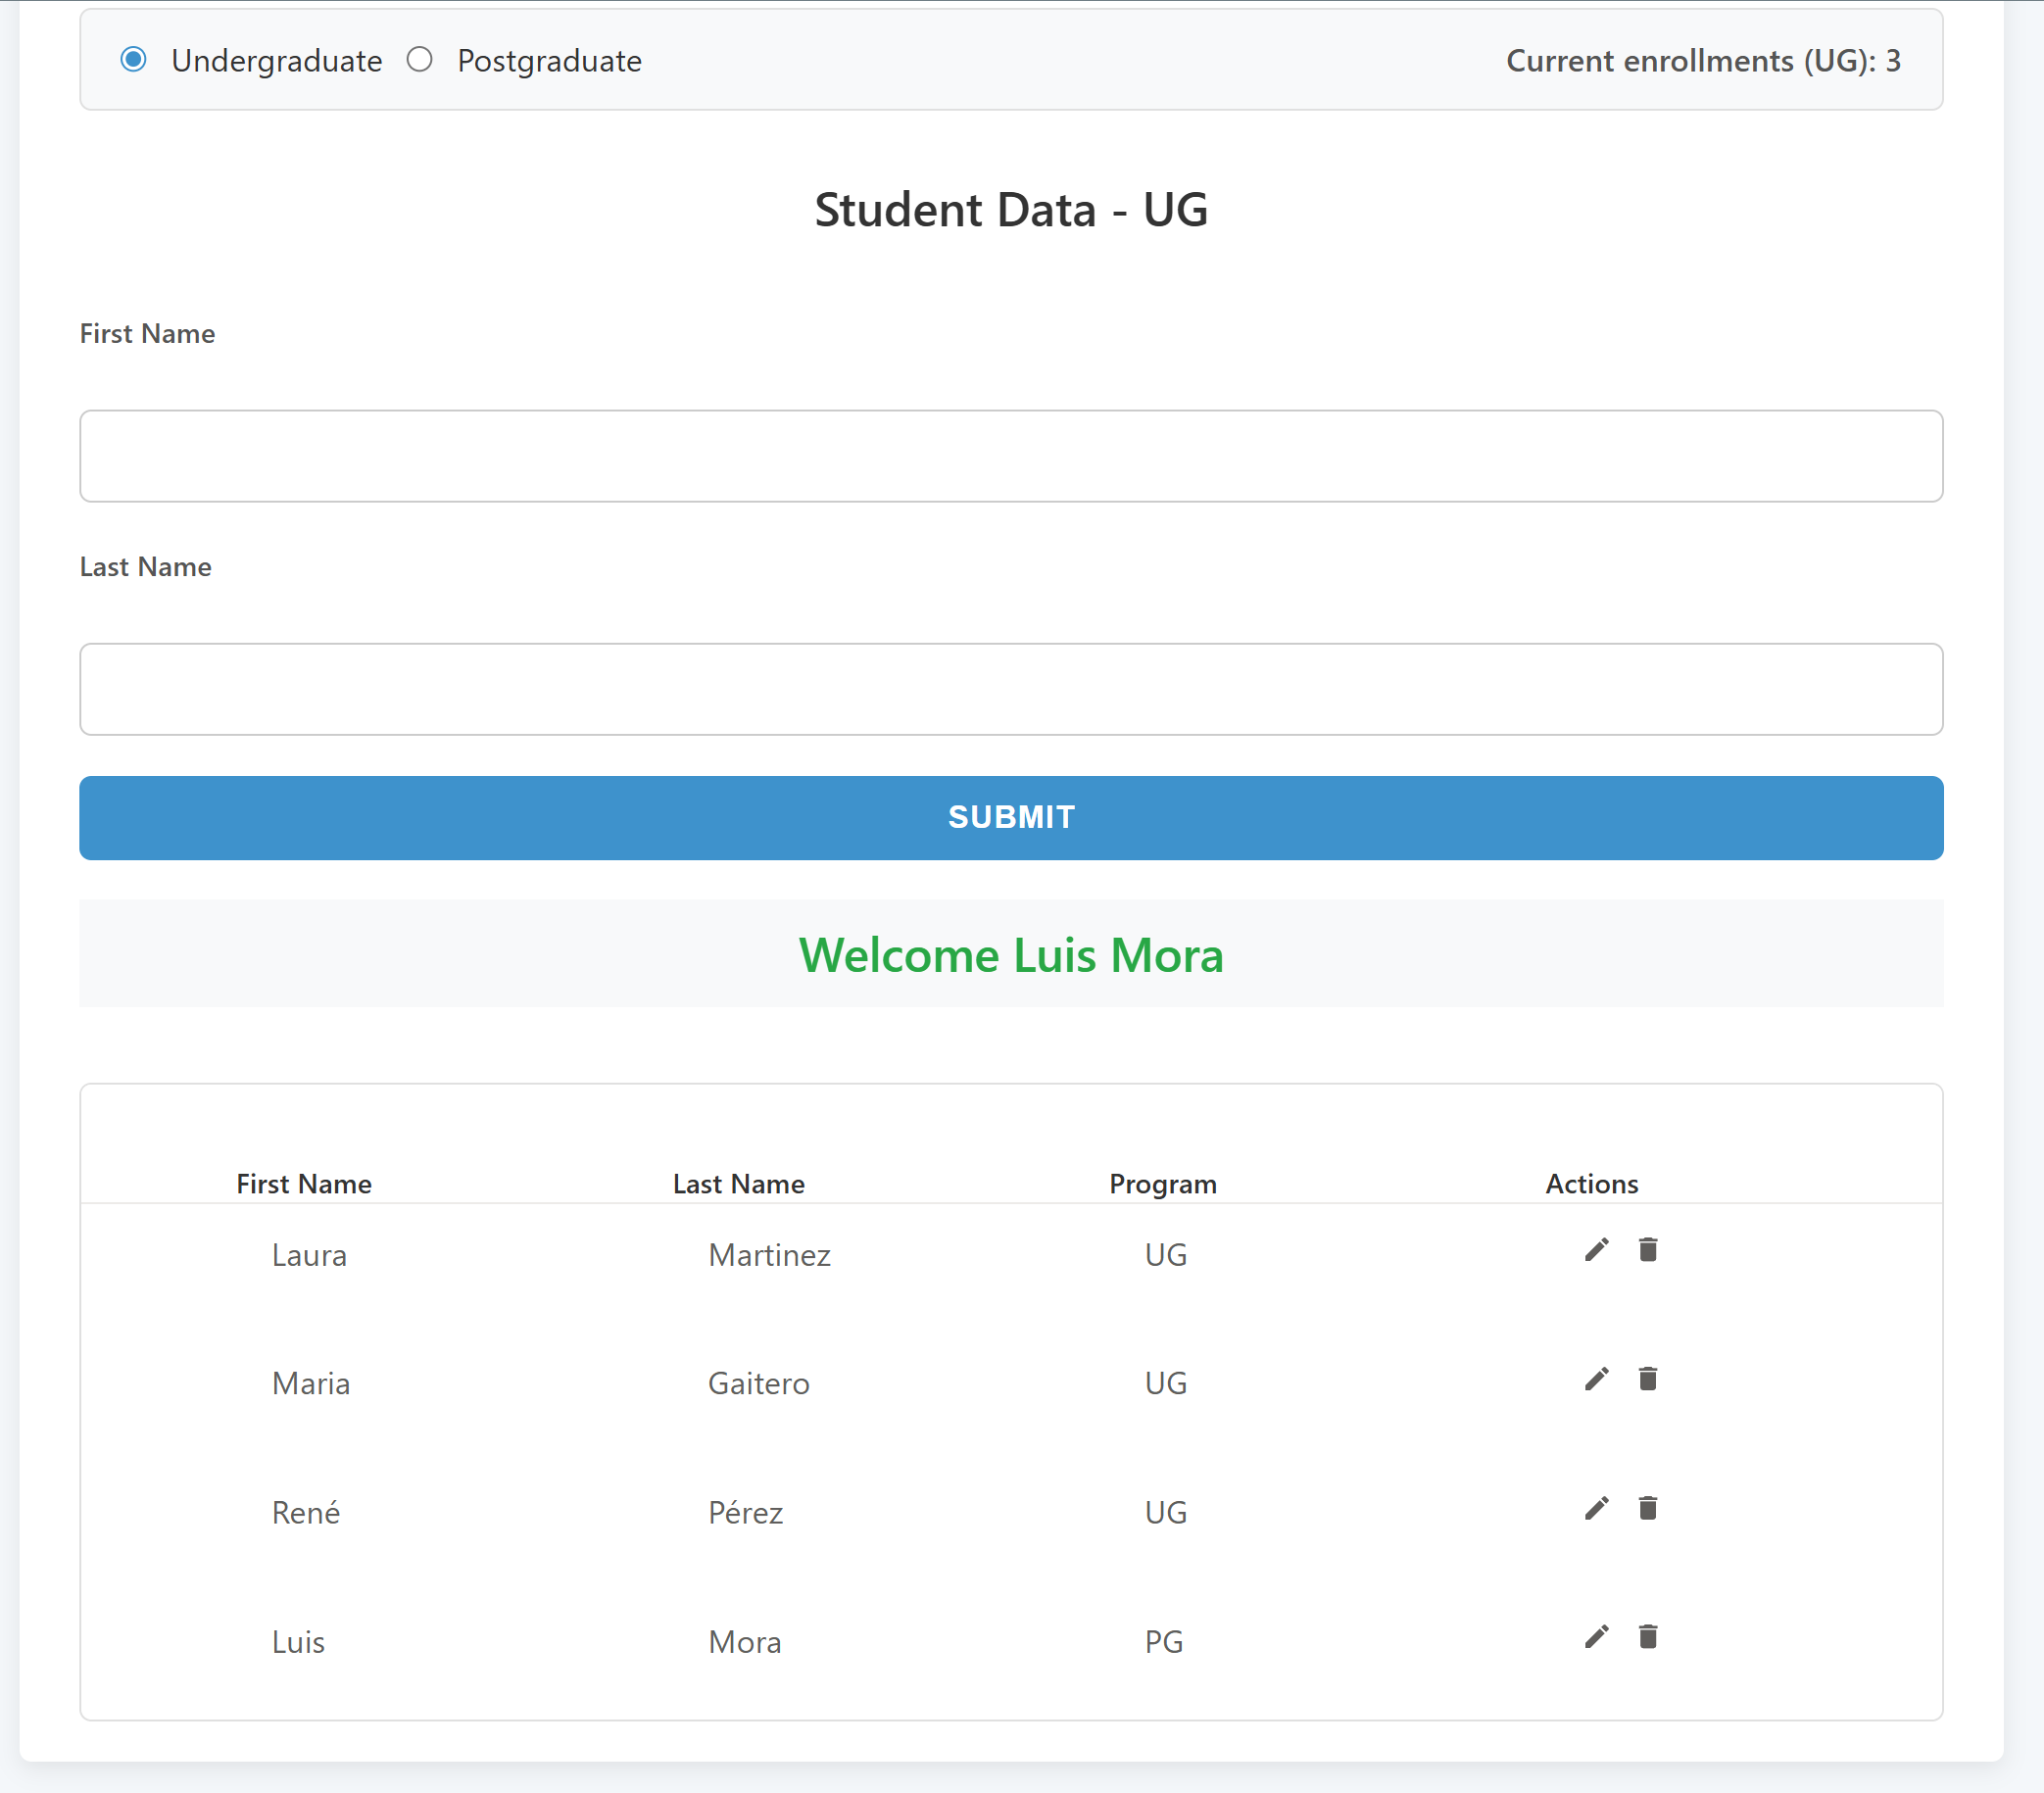 Undergraduate Postgraduate Current enrollments (UG): 3
Student Data - UG
First Name
Last Name
SUBMIT
Welcome Luis Mora
First Name Last Name Program Actions
Laura Martinez UG
Maria Gaitero UG
René Pérez UG
Luis Mora PG